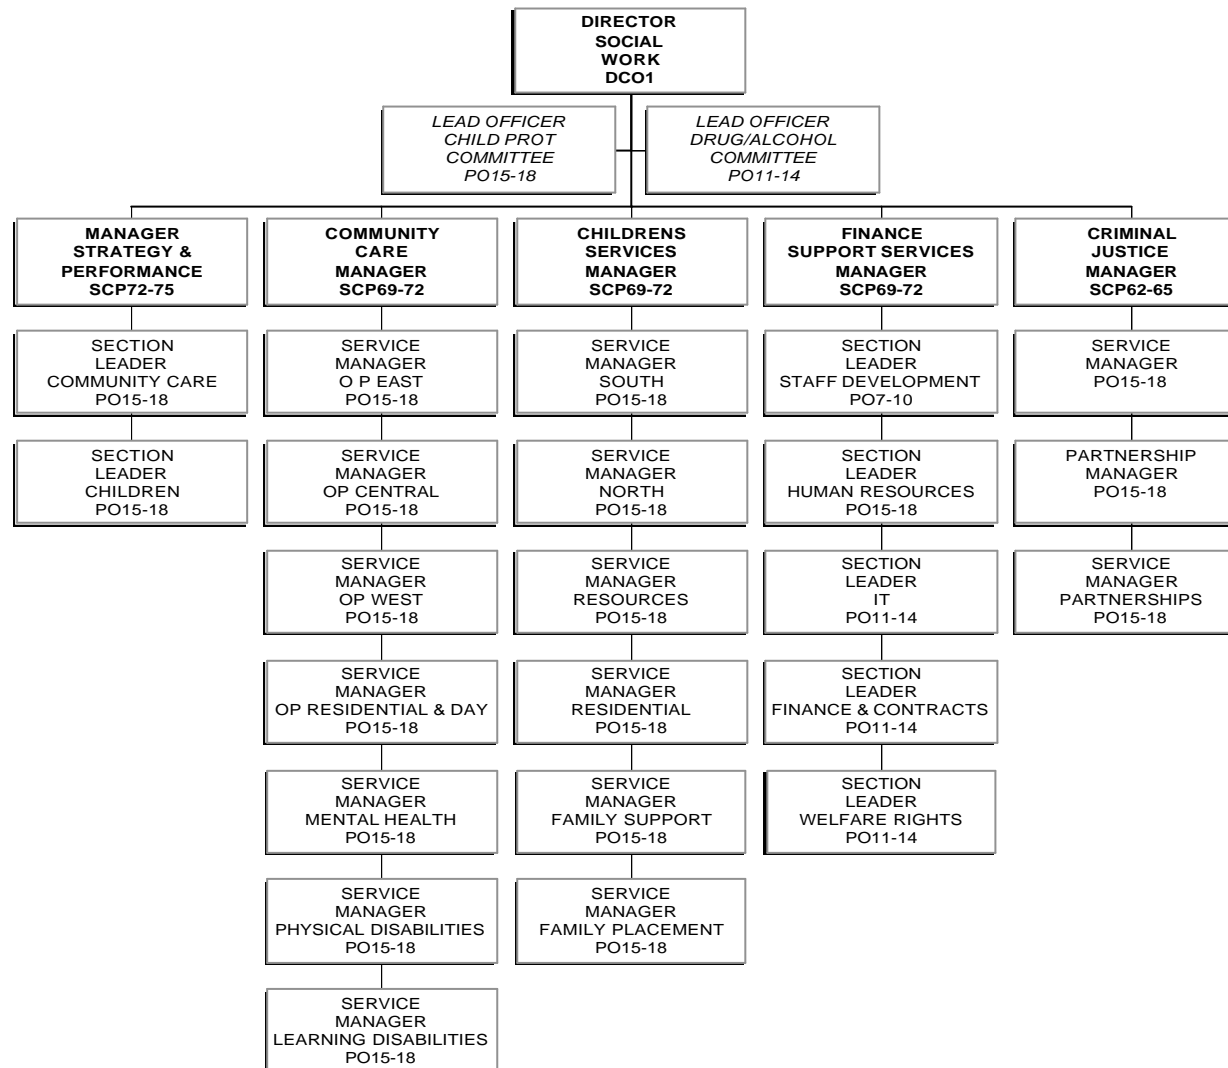 DIRECTOR
SOCIAL
WORK
DCO1
LEAD OFFICER
CHILD PROT
COMMITTEE
PO15-18
LEAD OFFICER
DRUG/ALCOHOL
COMMITTEE
PO11-14
MANAGER
STRATEGY &
PERFORMANCE
SCP72-75
COMMUNITY
CARE
MANAGER
SCP69-72
CHILDRENS
SERVICES
MANAGER
SCP69-72
FINANCE
SUPPORT SERVICES
MANAGER
SCP69-72
CRIMINAL
JUSTICE
MANAGER
SCP62-65
SECTION
LEADER
COMMUNITY CARE
PO15-18
SERVICE
MANAGER
O P EAST
PO15-18
SERVICE
MANAGER
SOUTH
PO15-18
SECTION
LEADER
STAFF DEVELOPMENT
PO7-10
SERVICE
MANAGER
PO15-18
SECTION
LEADER
CHILDREN
PO15-18
SERVICE
MANAGER
OP CENTRAL
PO15-18
SERVICE
MANAGER
NORTH
PO15-18
SECTION
LEADER
HUMAN RESOURCES
PO15-18
PARTNERSHIP
MANAGER
PO15-18
SERVICE
MANAGER
OP WEST
PO15-18
SERVICE
MANAGER
RESOURCES
PO15-18
SECTION
LEADER
IT
PO11-14
SERVICE
MANAGER
PARTNERSHIPS
PO15-18
SERVICE
MANAGER
OP RESIDENTIAL & DAY
PO15-18
SERVICE
MANAGER
RESIDENTIAL
PO15-18
SECTION
LEADER
FINANCE & CONTRACTS
PO11-14
SERVICE
MANAGER
MENTAL HEALTH
PO15-18
SERVICE
MANAGER
FAMILY SUPPORT
PO15-18
SECTION
LEADER
WELFARE RIGHTS
PO11-14
SERVICE
MANAGER
PHYSICAL DISABILITIES
PO15-18
SERVICE
MANAGER
FAMILY PLACEMENT
PO15-18
SERVICE
MANAGER
LEARNING DISABILITIES
PO15-18